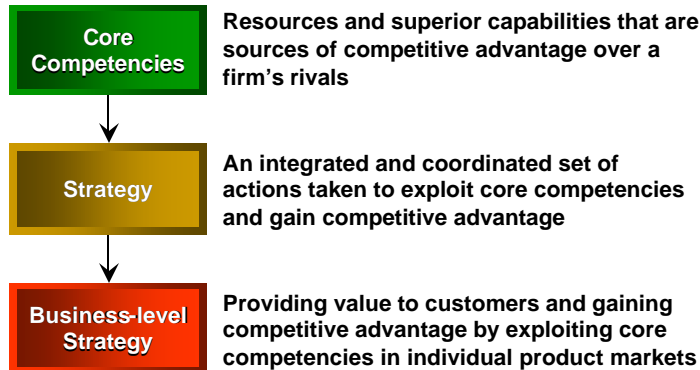 Core
Competencies
Resources and superior capabilities that are
sources of competitive advantage over a
firm's rivals
Strategy
An integrated and coordinated set of
actions taken to exploit core competencies
and gain competitive advantage
Business-level
Strategy
Providing value to customers and gaining
competitive advantage by exploiting core
competencies in individual product markets